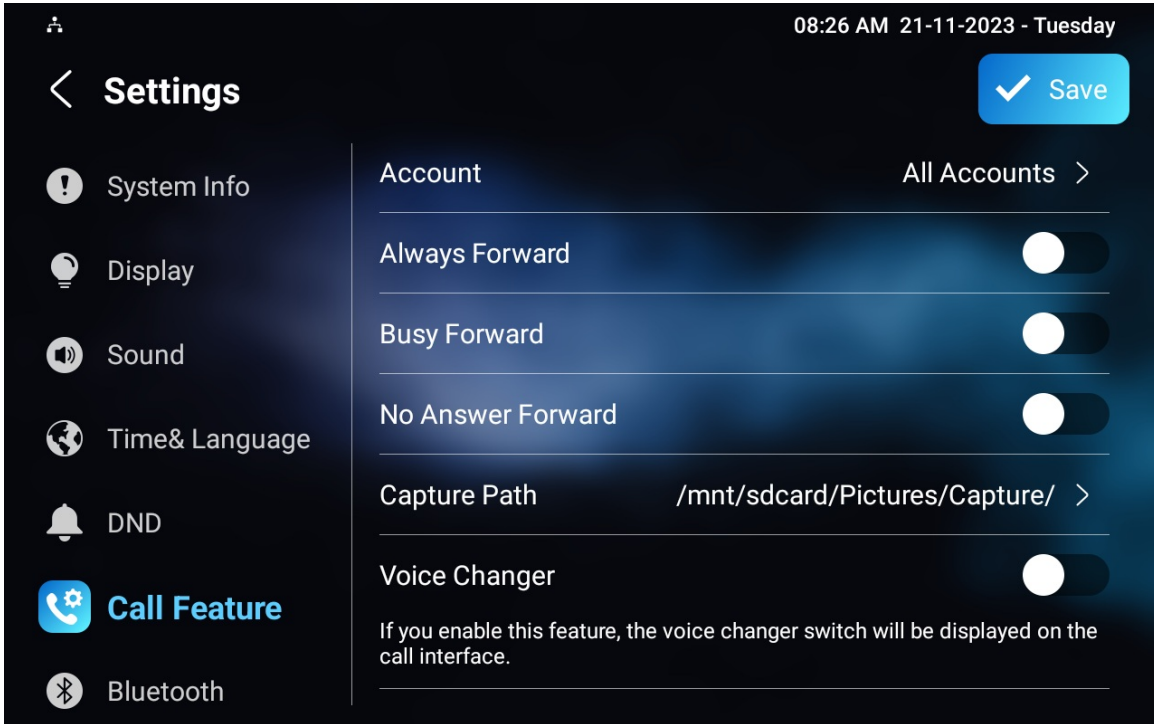 08:26 AM 21-11-2023 - Tuesday
Settings
Save
System Info
Display
Sound
Time& Language
DND
Call Feature
Bluetooth
Account All Accounts
Always Forward
Busy Forward
No Answer Forward
Capture Path /mnt/sdcard/Pictures/Capture/
Voice Changer
If you enable this feature, the voice changer switch will be displayed on the
call interface.